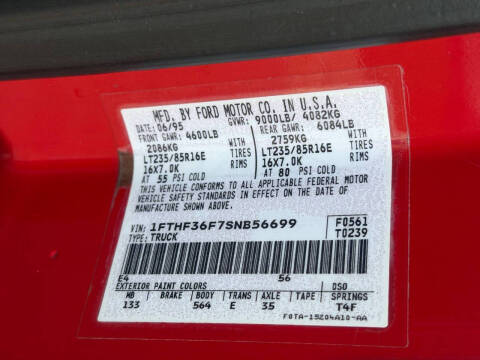 MFD. BY FORD MOTOR CO. IN U.S.A.
DATE: 06/95 GVWR: 9000LB/ 4082KG
FRONT GAWR: 4600LB REAR GAWR: 6084LB
2086KG WITH 2759KG WITH
LT235/85R16E TIRES LT235/85R16E TIRES
16X7.0K RIMS 16X7.0K RIMS
AT 55 PSI COLD AT 80 PSI COLD
THIS VEHICLE CONFORMS TO ALL APPLICABLE FEDERAL MOTOR
VEHICLE SAFETY STANDARDS IN EFFECT ON THE DATE OF
MANUFACTURE SHOWN ABOVE.
VIN: 1FTHF36F7SNB56699 F0561
TYPE: TRUCK T0239
E4 56
EXTERIOR PAINT COLORS DSO
WB BRAKE BODY TRANS AXLE TAPE SPRINGS
133 564 E 35 T4F
F0TA-15204A10-AA